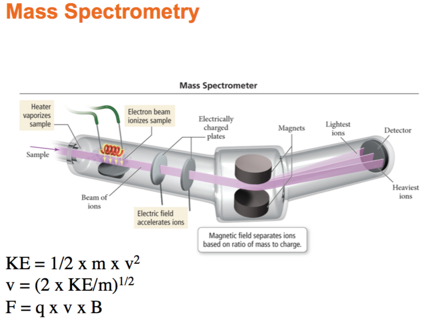 Mass Spectrometry
Mass Spectrometer
Heater
vaporizes
sample
Electron beam
ionizes sample
Electrically
charged
plates
Magnets
Lightest
ions
Detector
Sample
Beam of
ions
Electric field
accelerates ions
Heaviest
ions
Magnetic field separates ions
based on ratio of mass to charge.
KE = 1/2 x m x v²
v = (2 x KE/m)¹/²
F = q x v x B